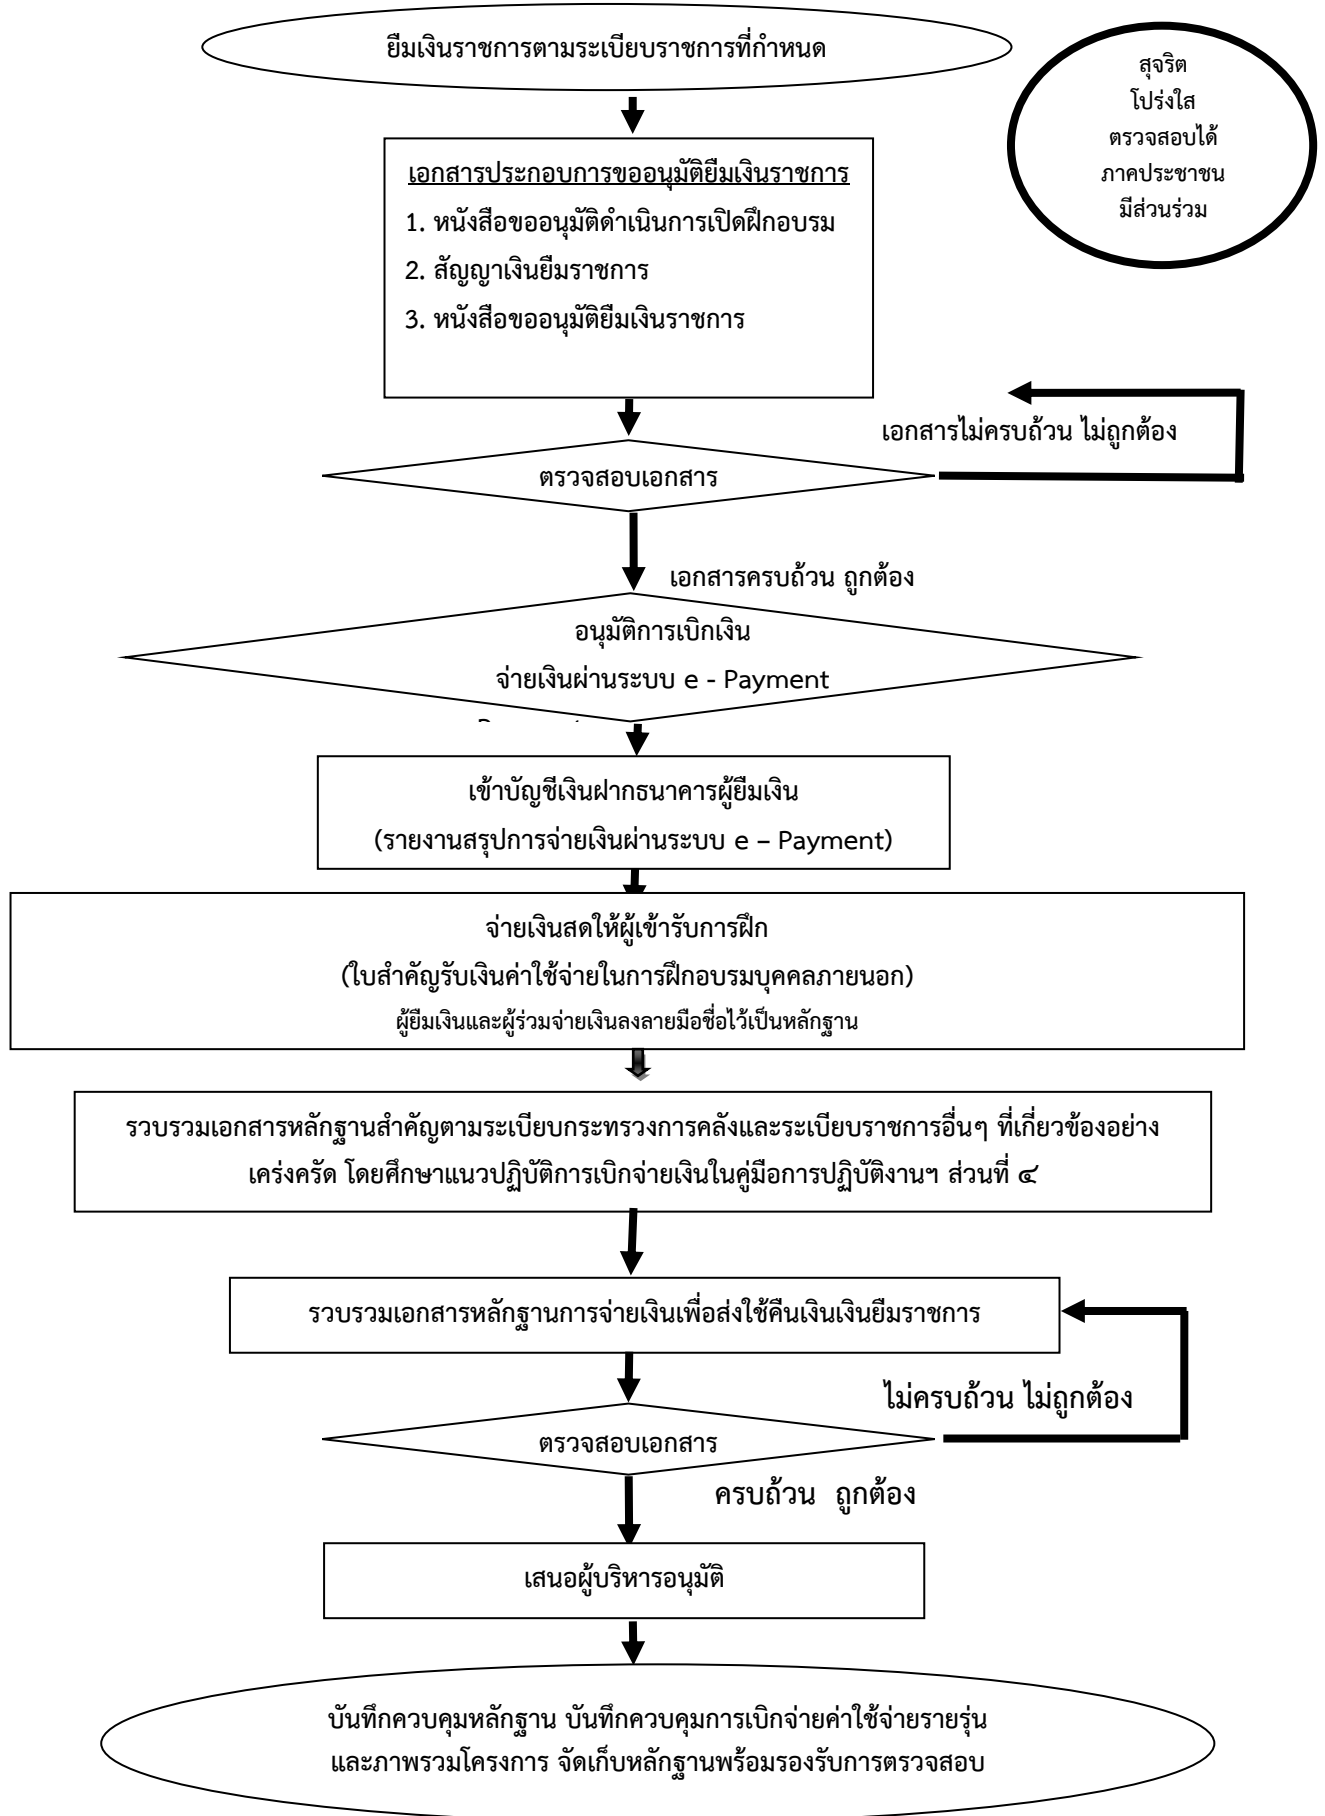 ยืมเงินราชการตามระเบียบราชการที่กำหนด
สุจริต
โปร่งใส
ตรวจสอบได้
ภาคประชาชน
มีส่วนร่วม
เอกสารประกอบการขออนุมัติยืมเงินราชการ
1. หนังสือขออนุมัติดำเนินการเปิดฝึกอบรม
2. สัญญาเงินยืมราชการ
3. หนังสือขออนุมัติยืมเงินราชการ
เอกสารไม่ครบถ้วน ไม่ถูกต้อง
ตรวจสอบเอกสาร
เอกสารครบถ้วน ถูกต้อง
อนุมัติการเบิกเงิน
จ่ายเงินผ่านระบบ e - Payment
เข้าบัญชีเงินฝากธนาคารผู้ยืมเงิน
(รายงานสรุปการจ่ายเงินผ่านระบบ e – Payment)
จ่ายเงินสดให้ผู้เข้ารับการฝึก
(ใบสำคัญรับเงินค่าใช้จ่ายในการฝึกอบรมบุคคลภายนอก)
ผู้ยืมเงินและผู้ร่วมจ่ายเงินลงลายมือชื่อไว้เป็นหลักฐาน
รวบรวมเอกสารหลักฐานสำคัญตามระเบียบกระทรวงการคลังและระเบียบราชการอื่นๆ ที่เกี่ยวข้องอย่าง
เคร่งครัด โดยศึกษาแนวปฏิบัติการเบิกจ่ายเงินในคู่มือการปฏิบัติงานฯ ส่วนที่ ๔
รวบรวมเอกสารหลักฐานการจ่ายเงินเพื่อส่งใช้คืนเงินเงินยืมราชการ
ไม่ครบถ้วน ไม่ถูกต้อง
ตรวจสอบเอกสาร
ครบถ้วน ถูกต้อง
เสนอผู้บริหารอนุมัติ
บันทึกควบคุมหลักฐาน บันทึกควบคุมการเบิกจ่ายค่าใช้จ่ายรายรุ่น
และภาพรวมโครงการ จัดเก็บหลักฐานพร้อมรองรับการตรวจสอบ